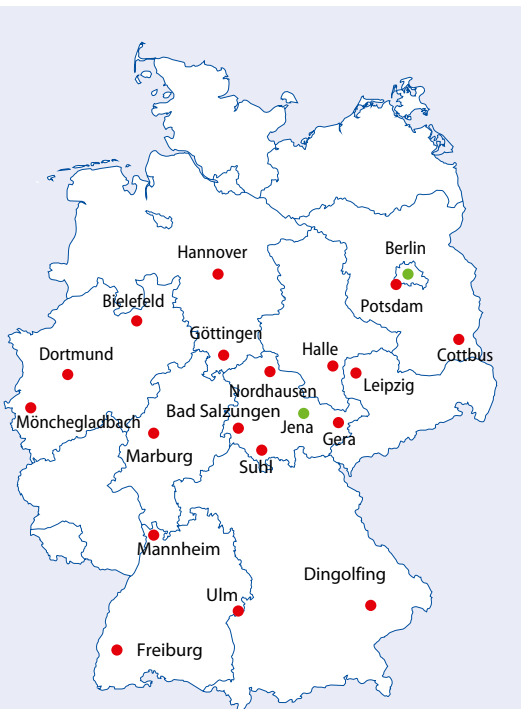 Hannover
Berlin
Bielefeld
Potsdam
Göttingen
Dortmund
Halle
Cottbus
Nordhausen
Leipzig
Mönchegladbach
Bad Salzungen
Jena
Gera
Marburg
Suhl
Mannheim
Dingolfing
Ulm
Freiburg